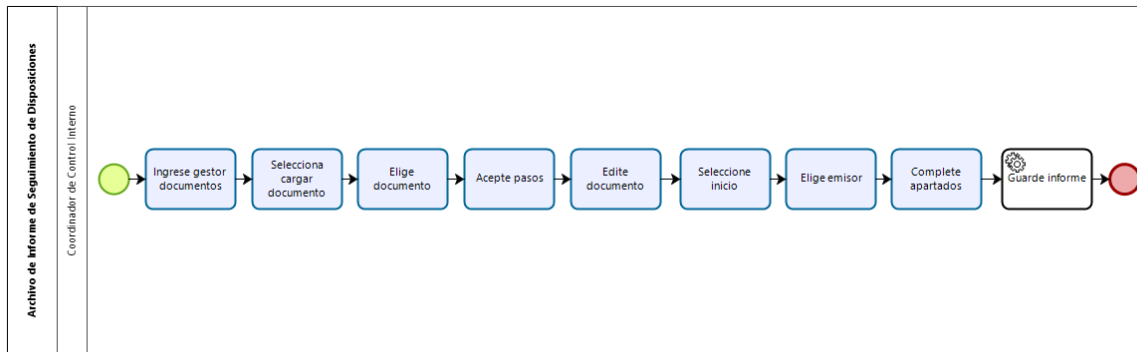 Archivo de Informe de Seguimiento de Disposiciones
Coordinador de Control Interno
Ingrese gestor
documentos
Selecciona
cargar
documento
Elige
documento
Acepte pasos
Edite
documento
Seleccione
inicio
Elige emisor
Complete
apartados
Guarde informe